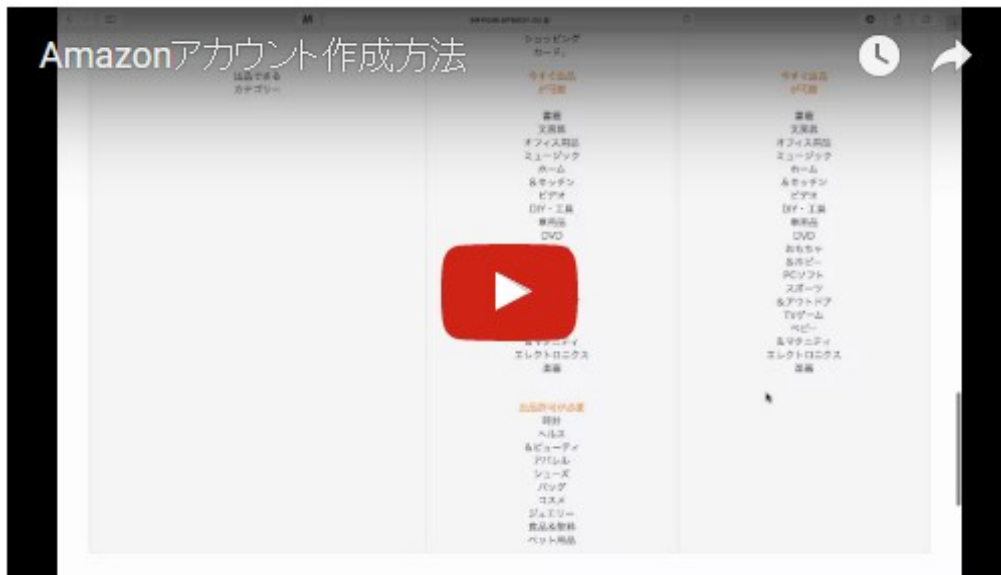 Amazonアカウント作成方法
ショッピング
カート。
出品できる
カテゴリー
今すぐ出品
が可能
書籍
文房具
オフィス用品
ミュージック
ホーム
&キッチン
ビデオ
DIY・工具
車用品
DVD
&マタニティ
エレクトロニクス
楽器
出品許可が必要
時計
ヘルス
&ビューティ
アパレル
シューズ
バッグ
コスメ
ジュエリー
食品&飲料
ペット用品
今すぐ出品
が可能
書籍
文房具
オフィス用品
ミュージック
ホーム
&キッチン
ビデオ
DIY・工具
車用品
DVD
おもちゃ
&ホビー
PCソフト
スポーツ
&アウトドア
TVゲーム
ベビー
&マタニティ
エレクトロニクス
楽器